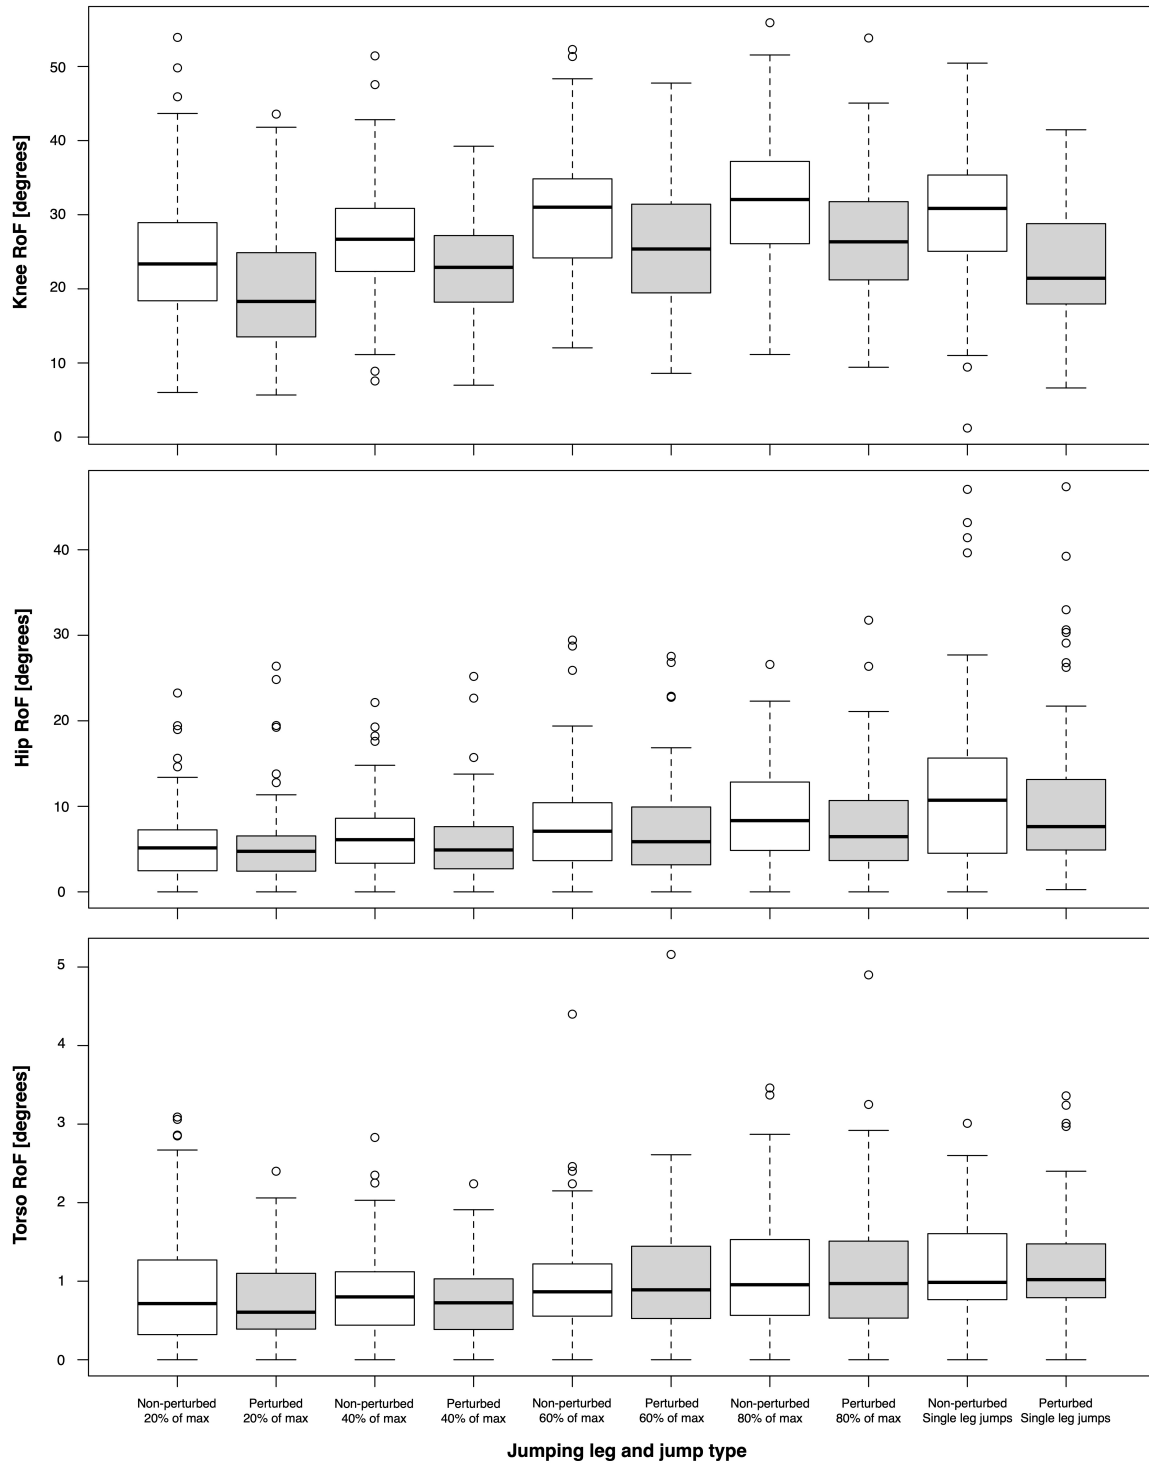 Knee RoF [degrees]
50
40
30
20
10
0
Hip RoF [degrees]
40
30
20
10
0
Torso RoF [degrees]
5
4
3
2
1
0
Non-perturbed
20% of max
Perturbed
20% of max
Non-perturbed
40% of max
Perturbed
40% of max
Non-perturbed
60% of max
Perturbed
60% of max
Non-perturbed
80% of max
Perturbed
80% of max
Non-perturbed
Single leg jumps
Perturbed
Single leg jumps
Jumping leg and jump type